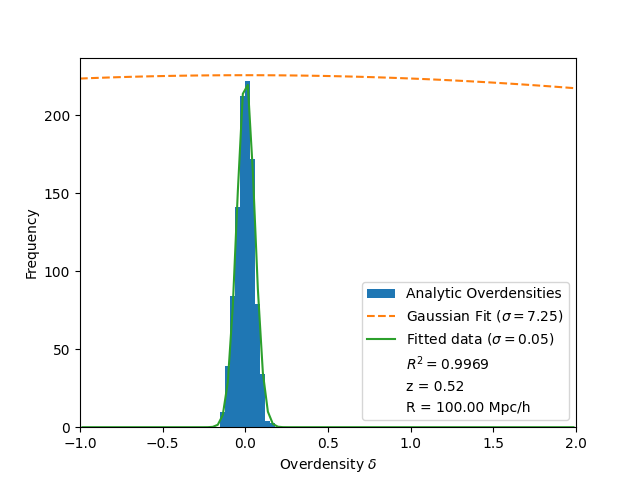 200
150
100
50
0
Frequency
−1.0 −0.5 0.0 0.5 1.0 1.5 2.0
Overdensity δ
Analytic Overdensities
Gaussian Fit (σ = 7.25)
Fitted data (σ = 0.05)
R² = 0.9969
z = 0.52
R = 100.00 Mpc/h